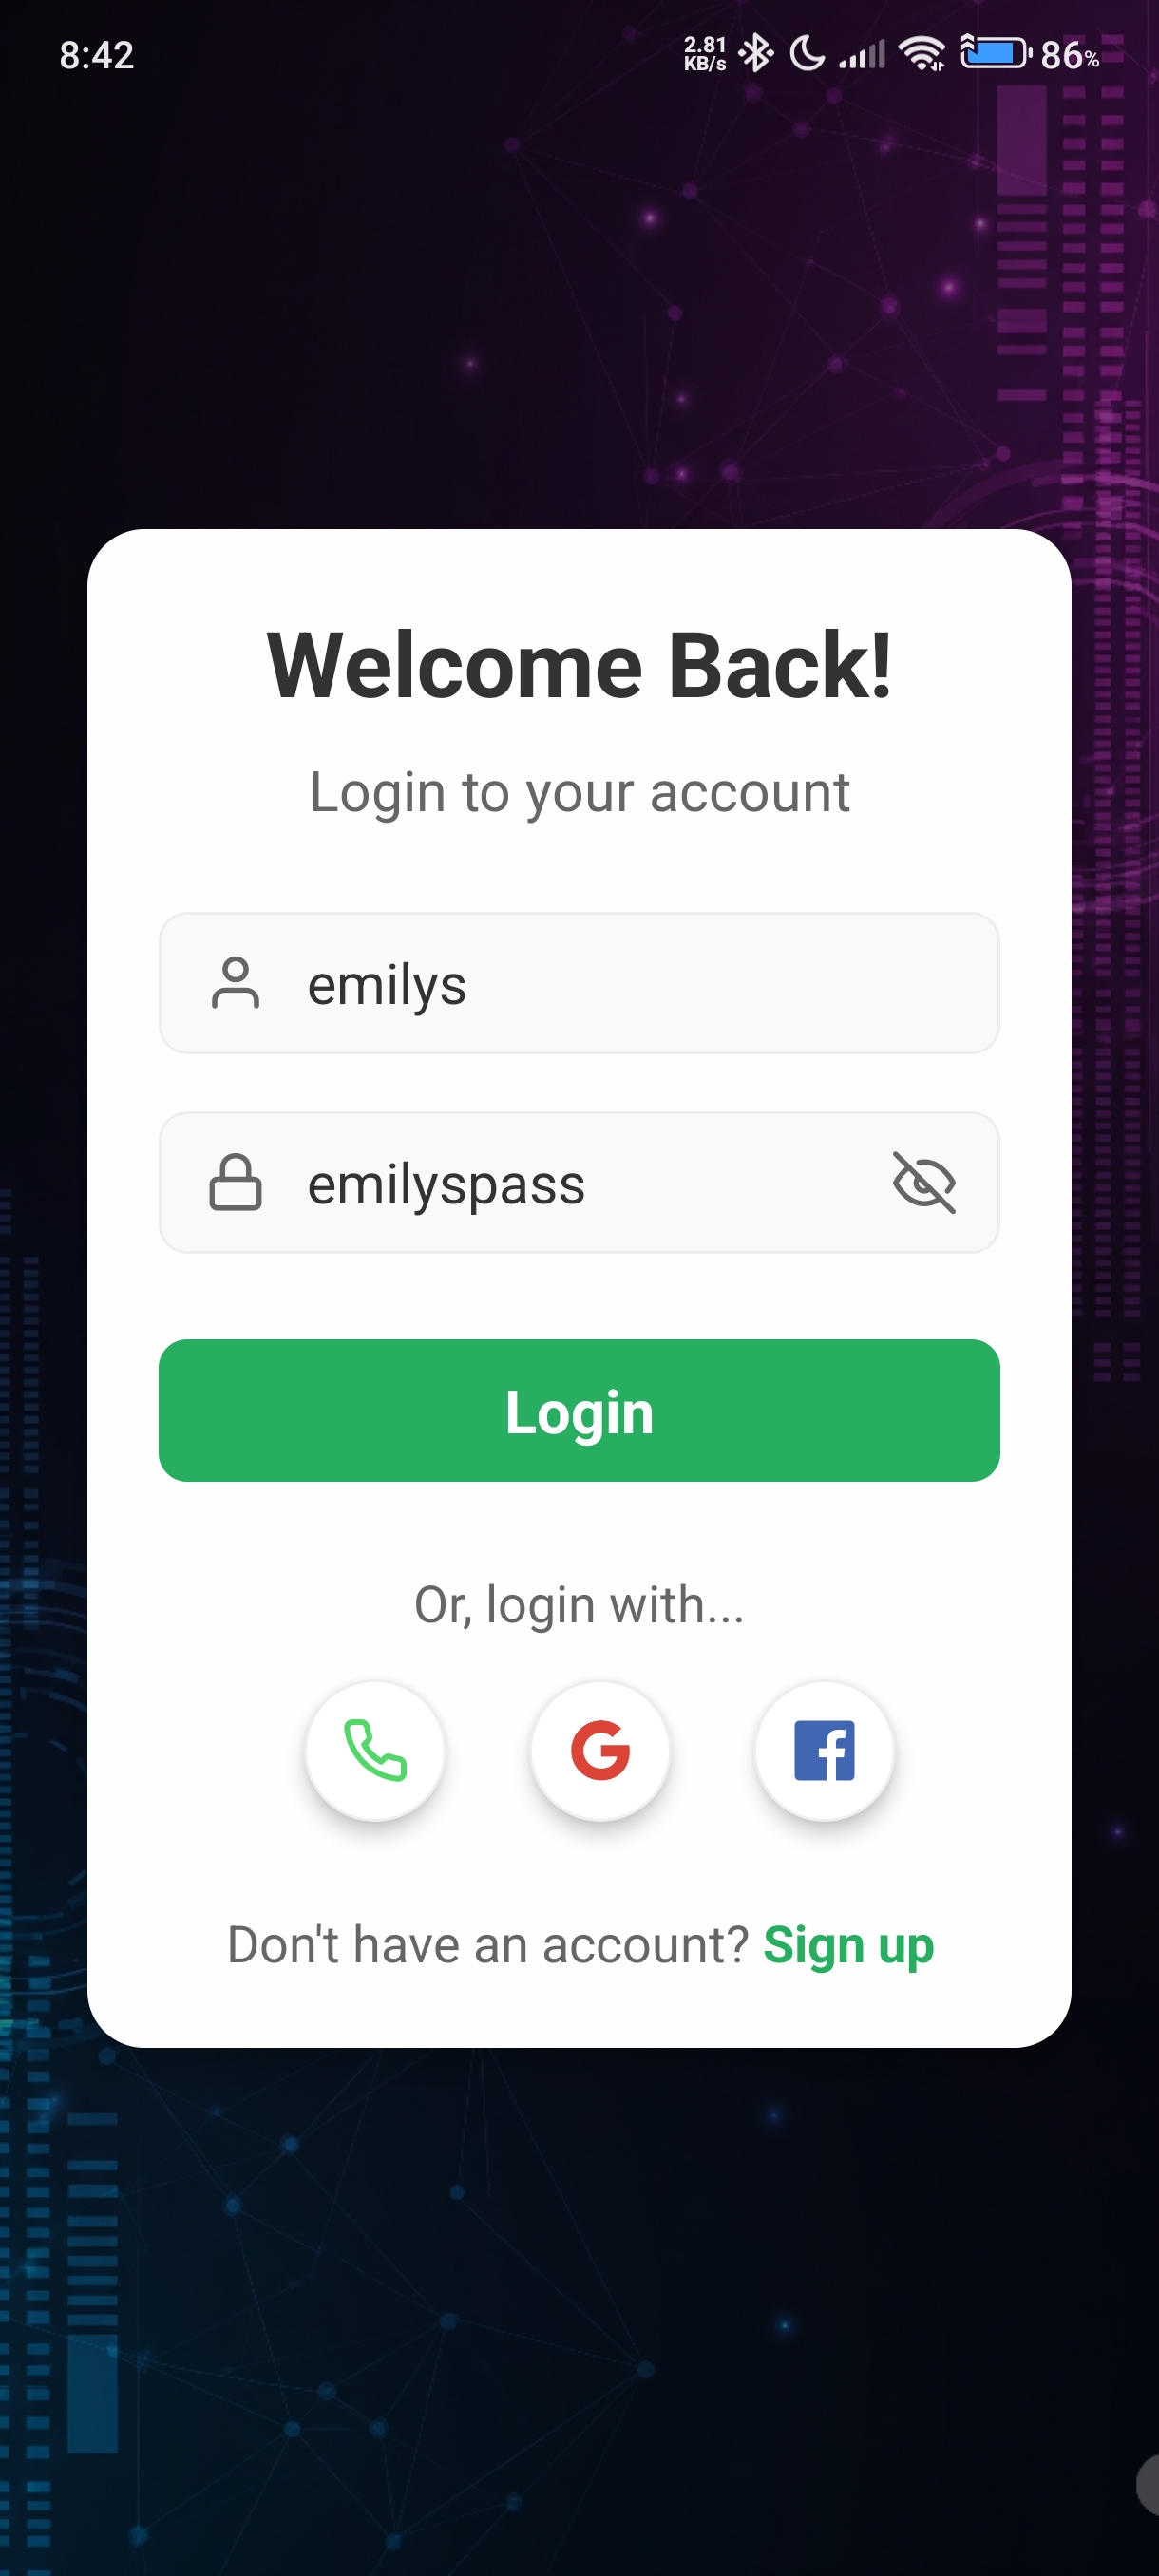 8:42
2.81
KB/s
86%
Welcome Back!
Login to your account
emilys
emilyspass
Login
Or, login with...
Don't have an account? Sign up